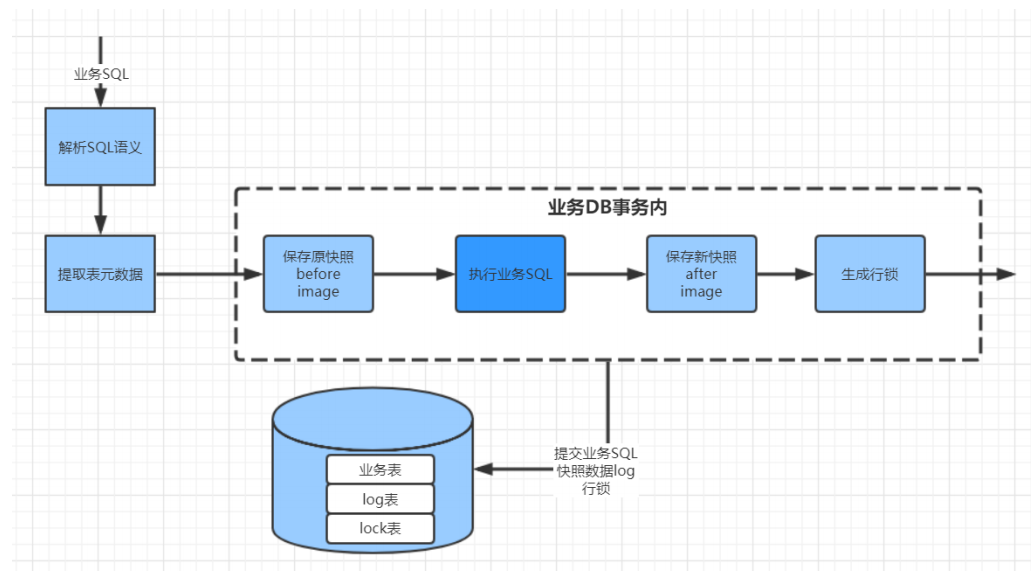 业务SQL
解析SQL语义
提取表元数据
业务DB事务内
保存原快照
before
image
执行业务SQL
保存新快照
after
image
生成行锁
提交业务SQL
快照数据log
行锁
业务表
log表
lock表